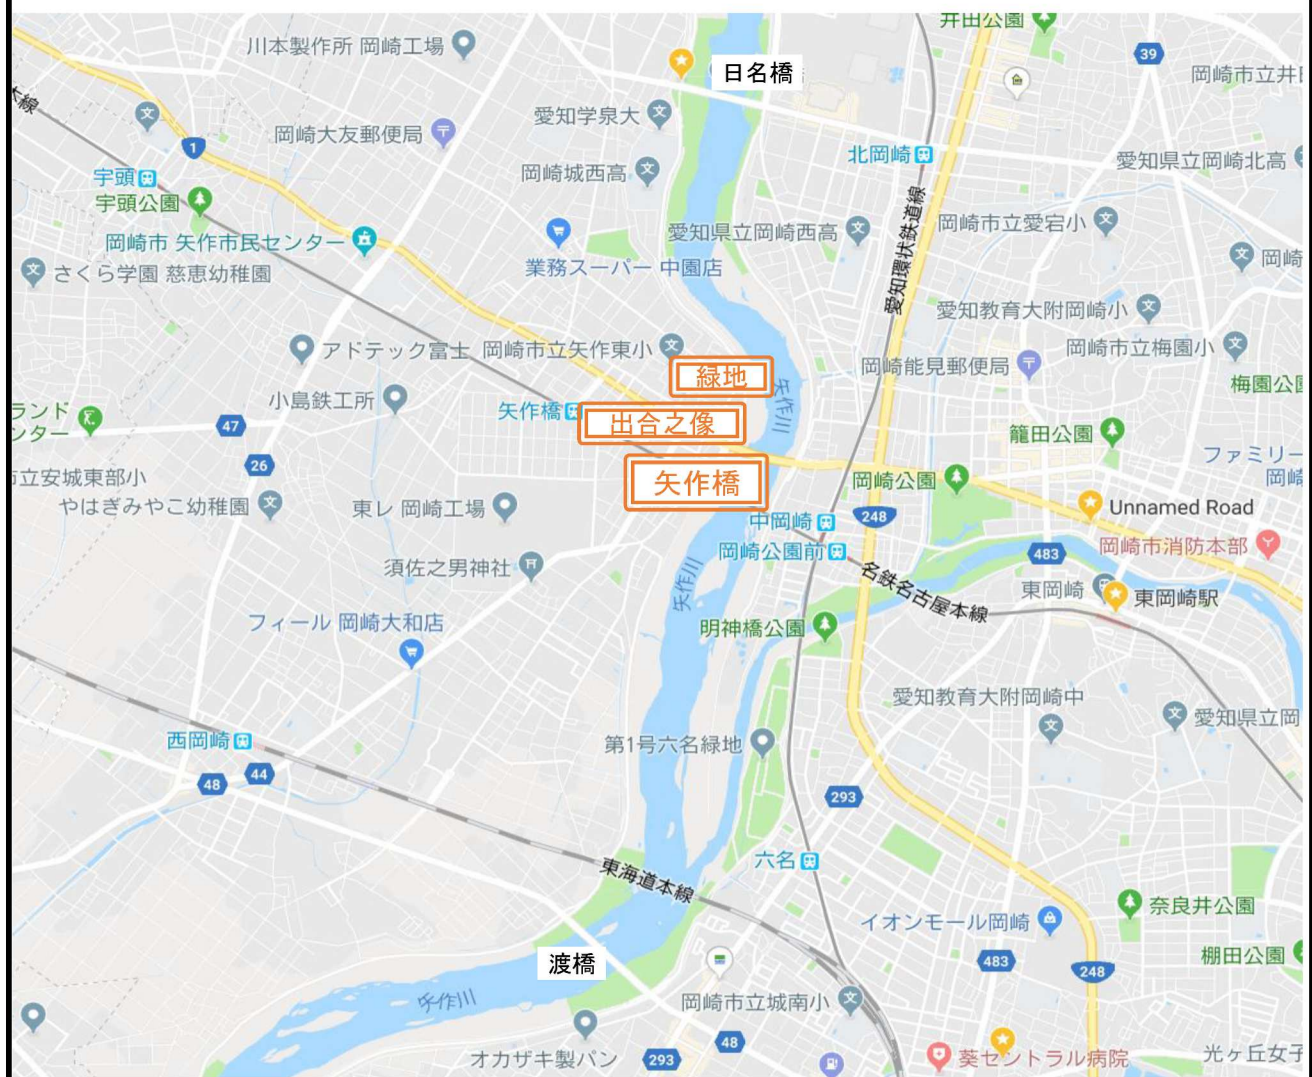 井田公園
川本製作所 岡崎工場
39
日名橋
岡崎市立井
本線
愛知学泉大
岡崎大友郵便局
1
北岡崎
愛知県立岡崎北高
宇頭
岡崎城西高
宇頭公園
愛知環状鉄道線
岡崎市立愛宕小
愛知県立岡崎西高
岡崎市 矢作市民センター
岡崎
さくら学園 慈恵幼稚園
業務スーパー 中園店
愛知教育大附岡崎小
アドテック富士
岡崎市立矢作東小
岡崎市立梅園小
岡崎能見郵便局
緑地
梅園公園
小島鉄工所
矢作川
矢作橋
ランド
ンター
47
出合之像
籠田公園
ファミリー
岡崎
26
市立安城東部小
矢作橋
岡崎公園
やはぎみやこ幼稚園
東レ 岡崎工場
Unnamed Road
中岡崎
248
岡崎公園前
483
岡崎市消防本部
須佐之男神社
矢作川
名鉄名古屋本線
東岡崎
東岡崎駅
フィール 岡崎大和店
明神橋公園
愛知教育大附岡崎中
愛知県立岡
西岡崎
第1号六名緑地
48
44
293
六名
東海道本線
奈良井公園
イオンモール岡崎
棚田公園
渡橋
483
248
矢作川
岡崎市立城南小
オカザキ製パン
293
48
葵セントラル病院
光ヶ丘女子